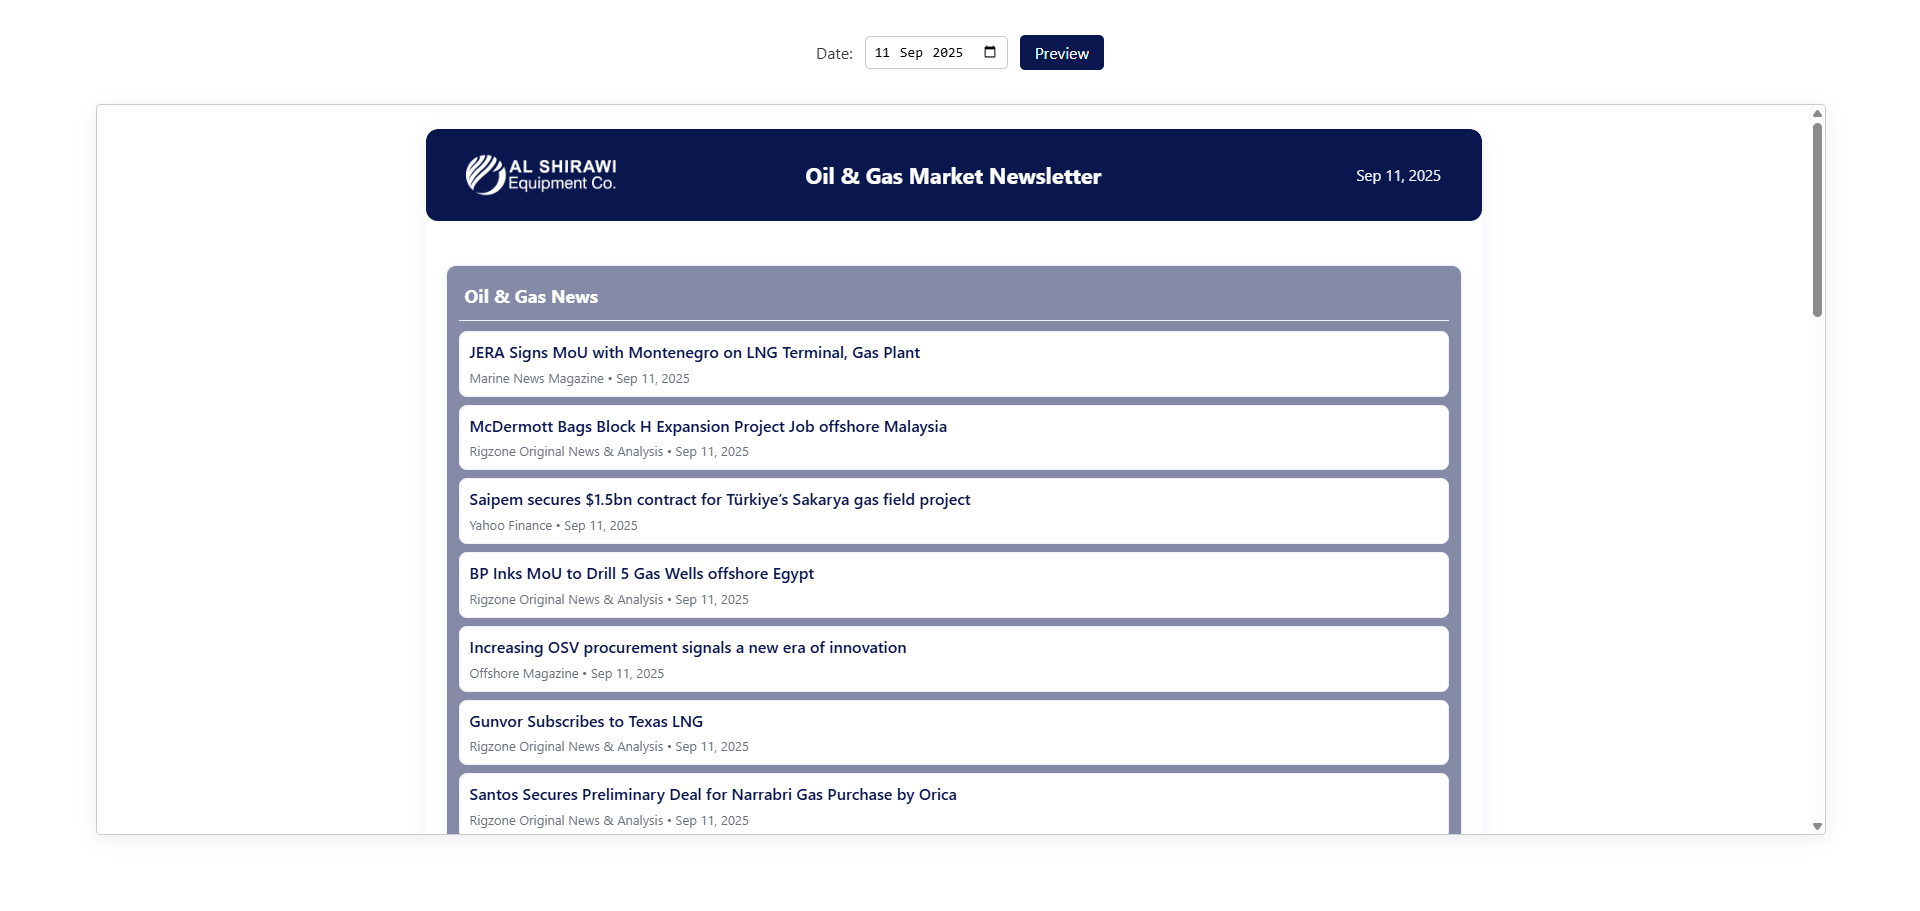 Date: 11 Sep 2025 Preview
AL SHIRAWI
Equipment Co.
Oil & Gas Market Newsletter
Sep 11, 2025
Oil & Gas News
JERA Signs MoU with Montenegro on LNG Terminal, Gas Plant
Marine News Magazine • Sep 11, 2025
McDermott Bags Block H Expansion Project Job offshore Malaysia
Rigzone Original News & Analysis • Sep 11, 2025
Saipem secures $1.5bn contract for Türkiye’s Sakarya gas field project
Yahoo Finance • Sep 11, 2025
BP Inks MoU to Drill 5 Gas Wells offshore Egypt
Rigzone Original News & Analysis • Sep 11, 2025
Increasing OSV procurement signals a new era of innovation
Offshore Magazine • Sep 11, 2025
Gunvor Subscribes to Texas LNG
Rigzone Original News & Analysis • Sep 11, 2025
Santos Secures Preliminary Deal for Narrabri Gas Purchase by Orica
Rigzone Original News & Analysis • Sep 11, 2025